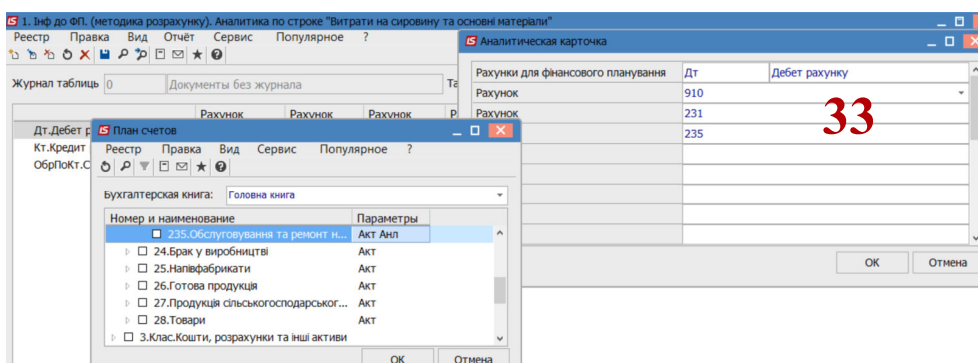 1. Інф до ФП. (методика розрахунку). Аналитика по строке "Витрати на сировину та основні матеріали"
Реестр Правка Вид Отчёт Сервис Популярное ?
Журнал таблиць 0 Документы без журнала
Рахунок Рахунок Рахунок
Дт.Дебет р
Кт.Кредит
ОбрПоКт.С
План счетов
Реестр Правка Вид Сервис Популярное ?
Бухгалтерская книга: Головна книга
Номер и наименование Параметры
235.Обслуговування та ремонт н... Акт Анл
24.Брак у виробництві Акт
25.Напівфабрикати Акт
26.Готова продукція Акт
27.Продукція сільськогосподарськог... Акт
28.Товари Акт
3.Клас.Кошти, розрахунки та інші активи
ОК Отмена
Аналитическая карточка
Рахунки для фінансового планування Дт Дебет рахунку
Рахунок 910
Рахунок 231
235
33
ОК Отмена